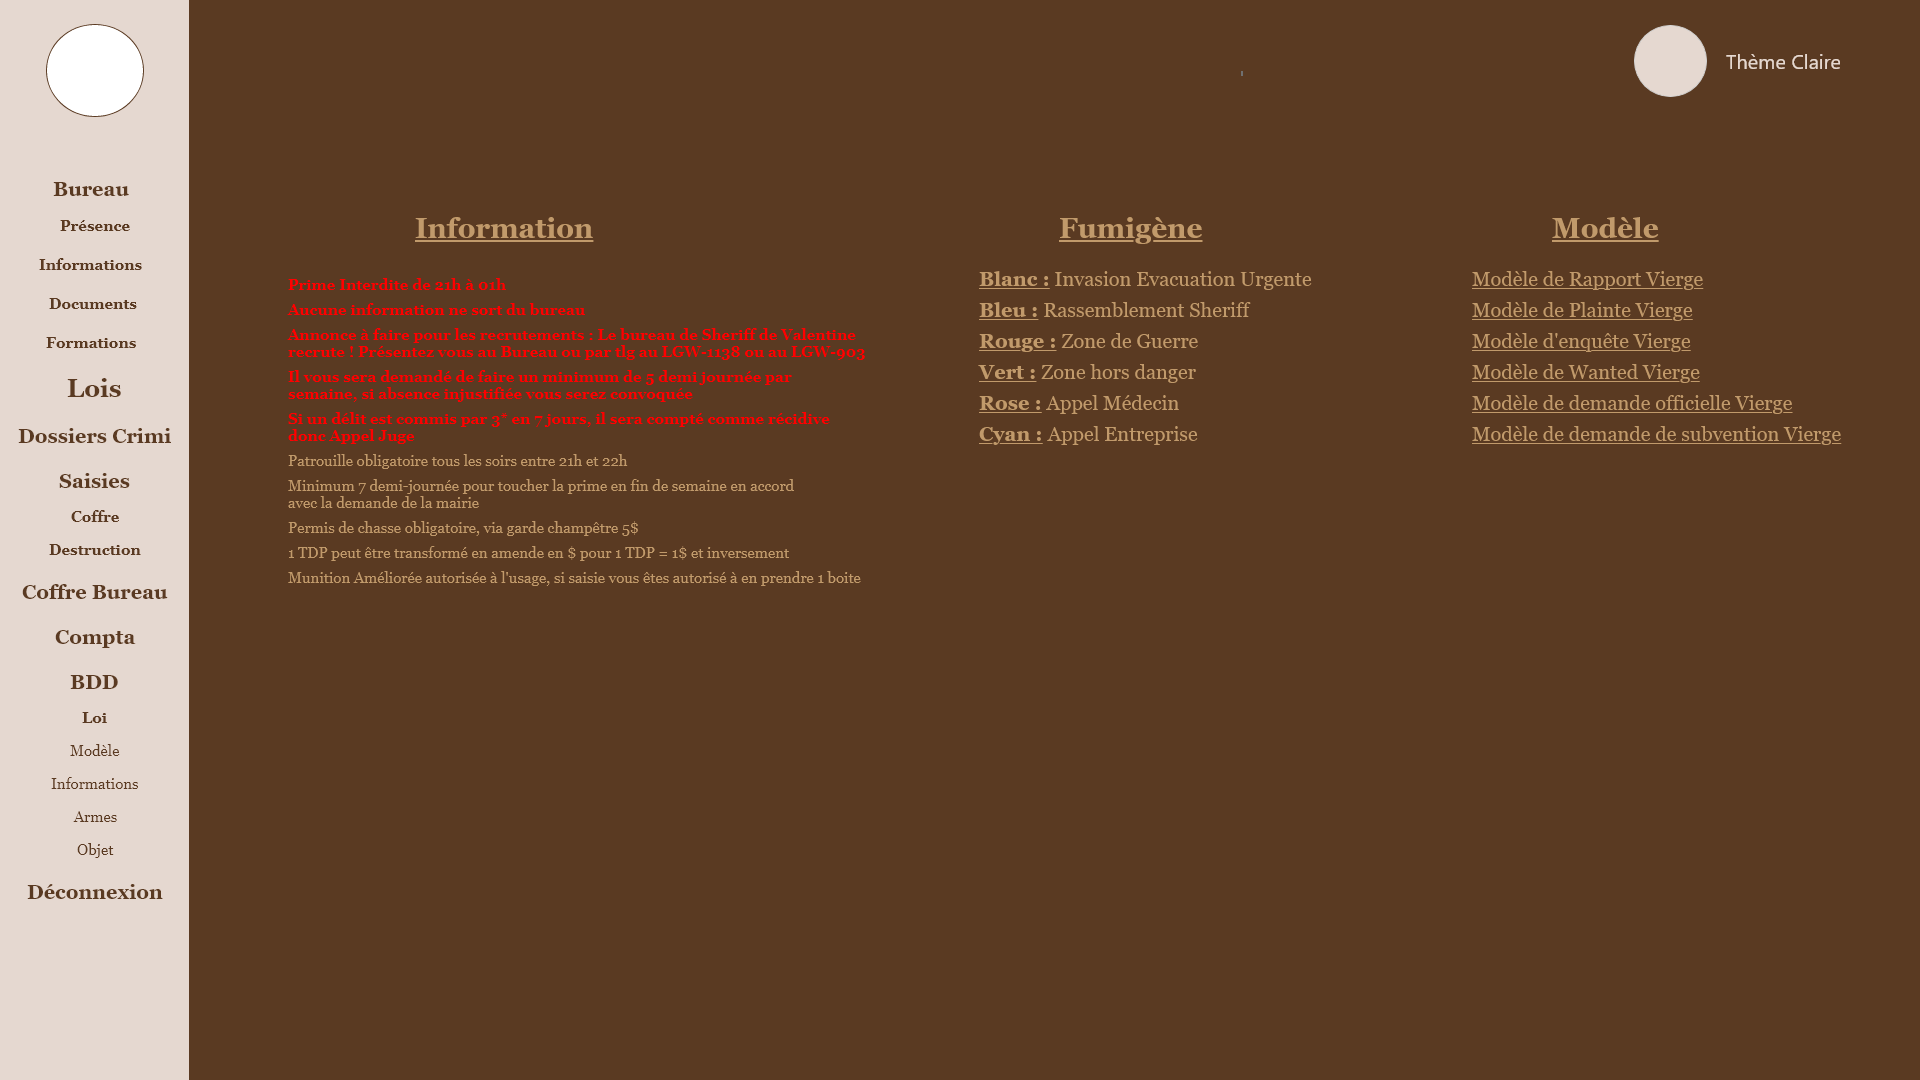 Thème Claire
Bureau
Présence
Informations
Documents
Formations
Lois
Dossiers Crimi
Saisies
Coffre
Destruction
Coffre Bureau
Compta
BDD
Loi
Modèle
Informations
Armes
Objet
Déconnexion
Information
Prime Interdite de 21h à 01h
Aucune information ne sort du bureau
Annonce à faire pour les recrutements : Le bureau de Sheriff de Valentine
recrute ! Présentez vous au Bureau ou par tlg au LGW-1138 ou au LGW-903
Il vous sera demandé de faire un minimum de 5 demi journée par
semaine, si absence injustifiée vous serez convoquée
Si un délit est commis par 3* en 7 jours, il sera compté comme récidive
donc Appel Juge
Patrouille obligatoire tous les soirs entre 21h et 22h
Minimum 7 demi-journée pour toucher la prime en fin de semaine en accord
avec la demande de la mairie
Permis de chasse obligatoire, via garde champêtre 5$
1 TDP peut être transformé en amende en $ pour 1 TDP = 1$ et inversement
Munition Améliorée autorisée à l'usage, si saisie vous êtes autorisé à en prendre 1 boite
Fumigène
Blanc : Invasion Evacuation Urgente
Bleu : Rassemblement Sheriff
Rouge : Zone de Guerre
Vert : Zone hors danger
Rose : Appel Médecin
Cyan : Appel Entreprise
Modèle
Modèle de Rapport Vierge
Modèle de Plainte Vierge
Modèle d'enquête Vierge
Modèle de Wanted Vierge
Modèle de demande officielle Vierge
Modèle de demande de subvention Vierge